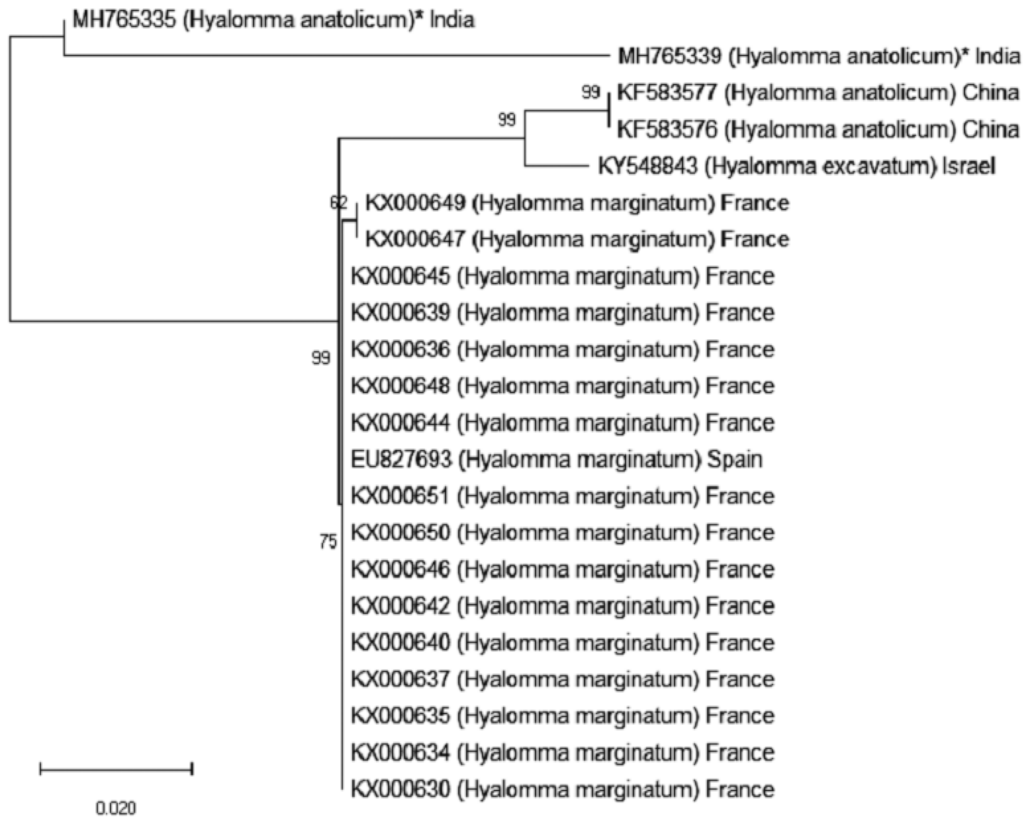 MH765335 (Hyalomma anatolicum)* India
MH765339 (Hyalomma anatolicum)* India
99 KF583577 (Hyalomma anatolicum) China
99
KF583576 (Hyalomma anatolicum) China
KY548843 (Hyalomma excavatum) Israel
62 KX000649 (Hyalomma marginatum) France
KX000647 (Hyalomma marginatum) France
KX000645 (Hyalomma marginatum) France
KX000639 (Hyalomma marginatum) France
99
KX000636 (Hyalomma marginatum) France
KX000648 (Hyalomma marginatum) France
KX000644 (Hyalomma marginatum) France
EU827693 (Hyalomma marginatum) Spain
KX000651 (Hyalomma marginatum) France
75 KX000650 (Hyalomma marginatum) France
KX000646 (Hyalomma marginatum) France
KX000642 (Hyalomma marginatum) France
KX000640 (Hyalomma marginatum) France
KX000637 (Hyalomma marginatum) France
KX000635 (Hyalomma marginatum) France
KX000634 (Hyalomma marginatum) France
KX000630 (Hyalomma marginatum) France
0.020